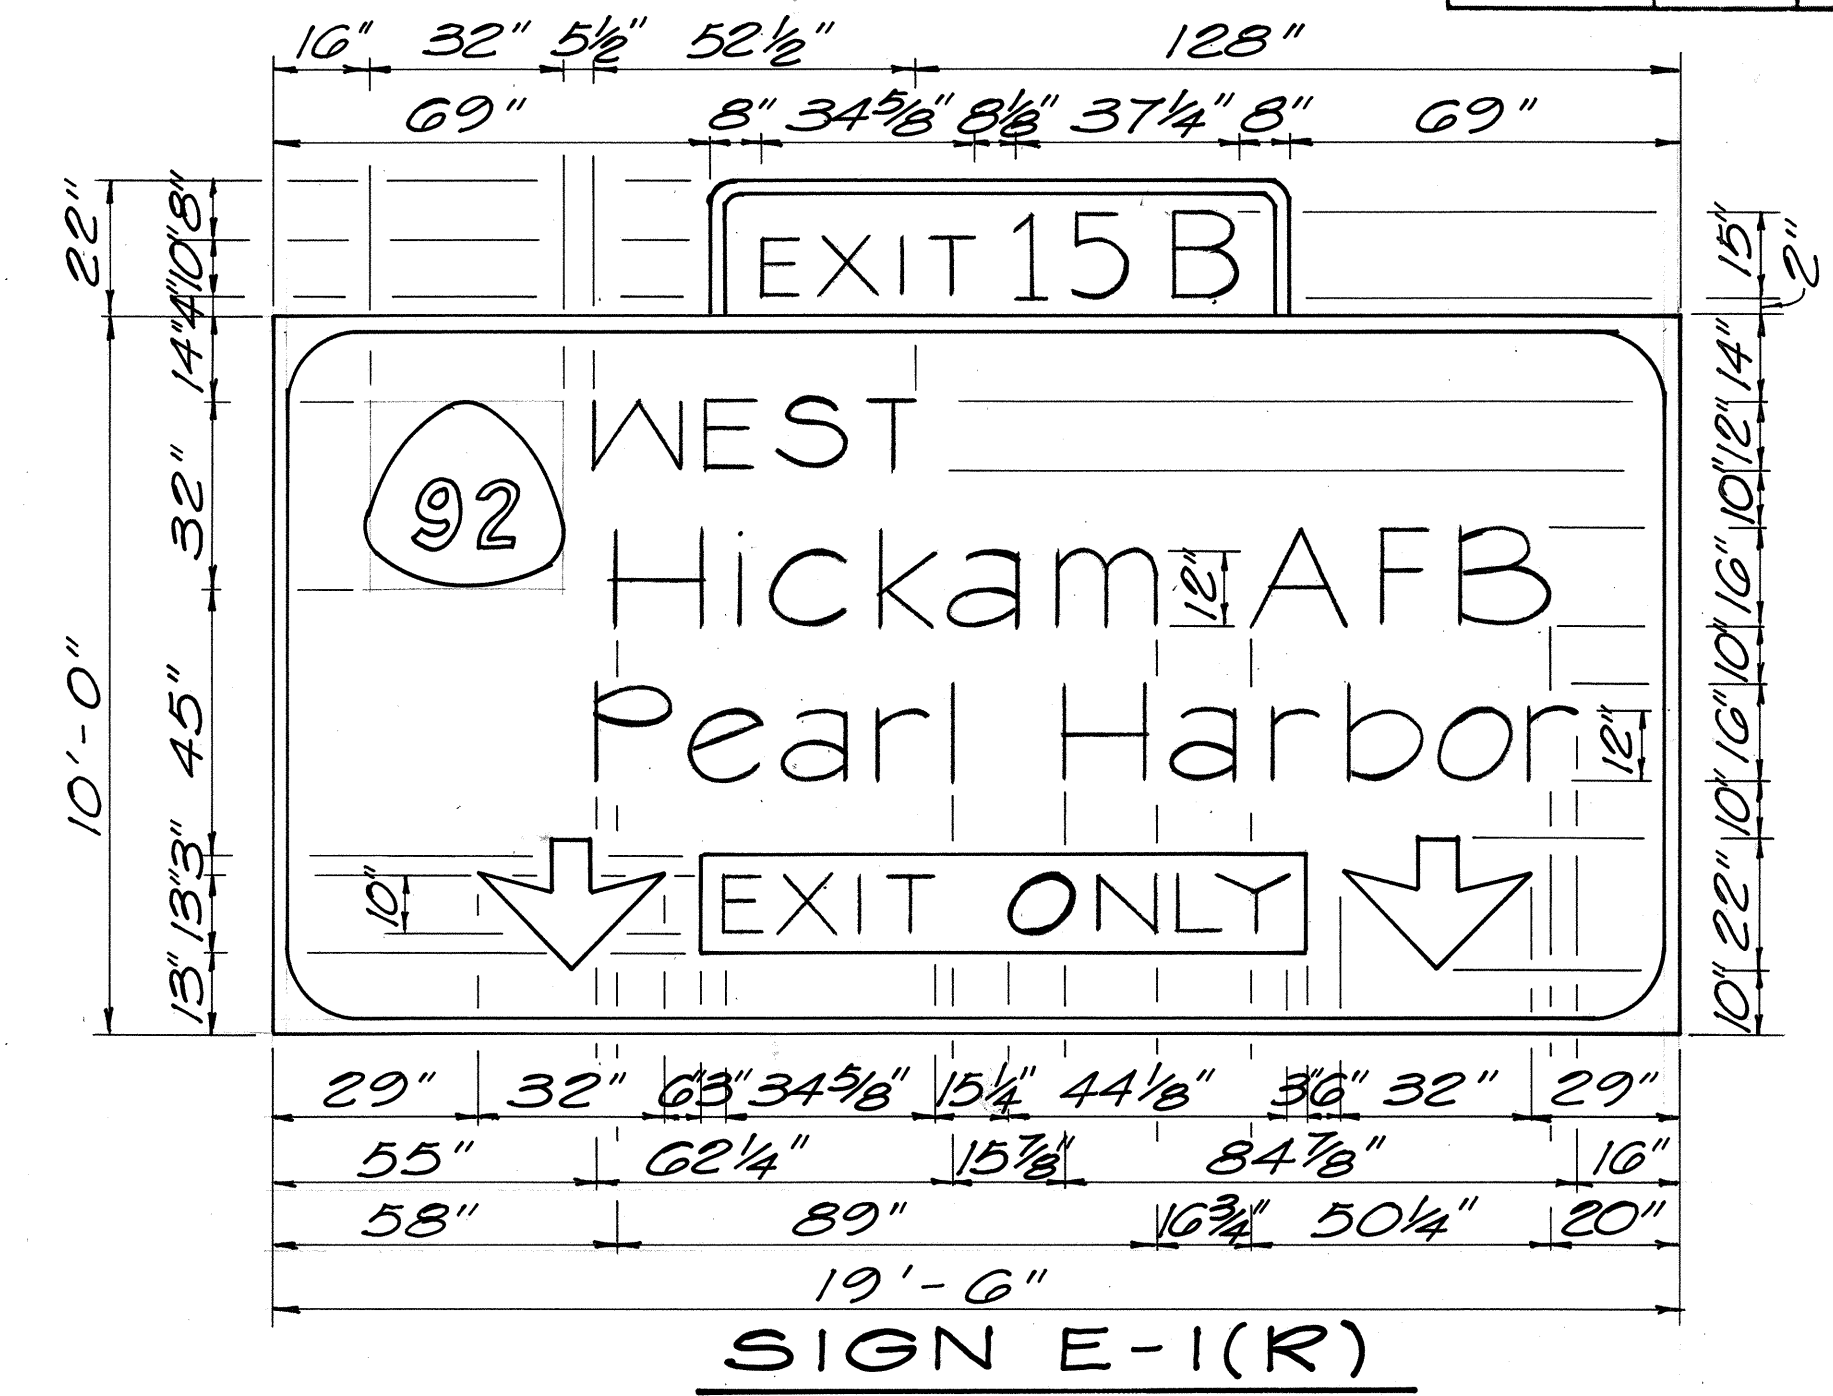 16" 32" 5½" 52½" 128"
69" 8" 34⅝" 8⅛" 37¼" 8" 69"
22"
8"
10"
4"
15"
2"
EXIT 15 B
10'-0"
14"
32"
45"
3"
13"
13"
WEST
92
Hickam AFB
12"
Pearl Harbor
12"
10"
EXIT ONLY
14"
12"
10"
16"
10"
16"
10"
22"
10"
29" 32" 6" 3" 34⅝" 15¼" 44⅛" 3" 6" 32" 29"
55" 62¼" 15⅞" 84⅞" 16"
58" 89" 16¾" 50¼" 20"
19'-6"
SIGN E-1(R)